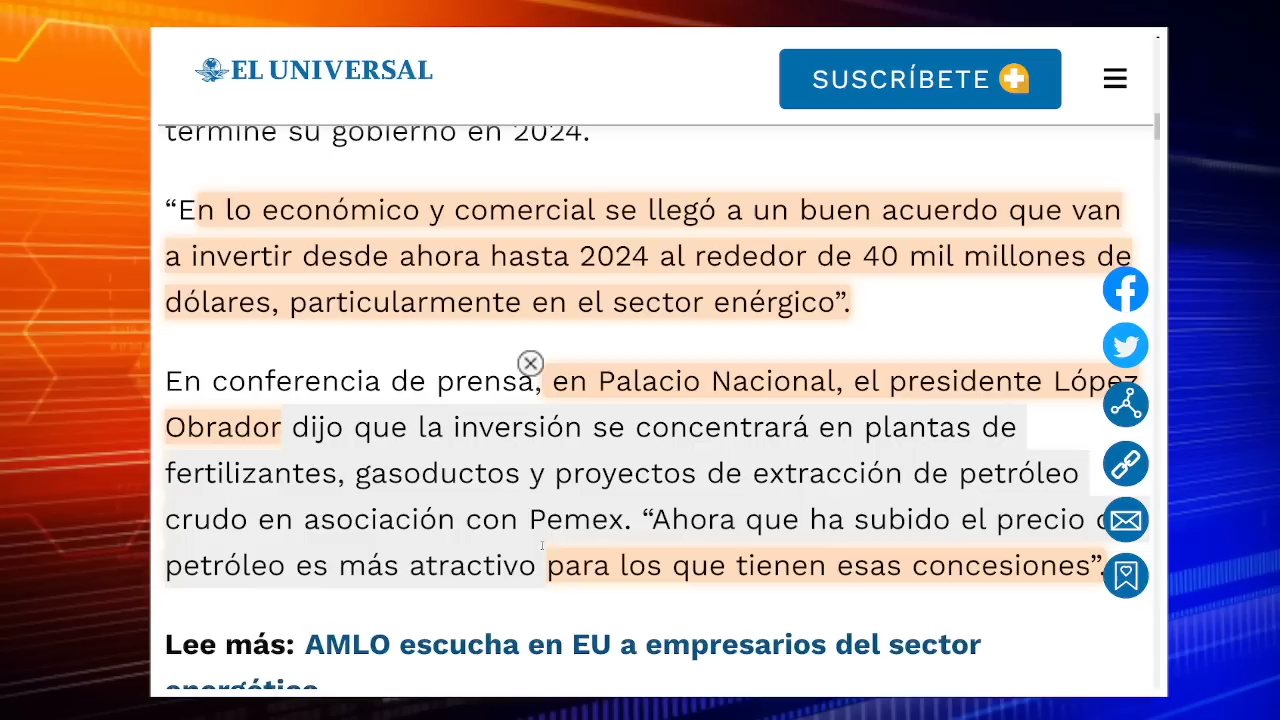 EL UNIVERSAL
SUSCRÍBETE
termine su gobierno en 2024.
“En lo económico y comercial se llegó a un buen acuerdo que van
a invertir desde ahora hasta 2024 al rededor de 40 mil millones de
dólares, particularmente en el sector enérgico”.
En conferencia de prensa, en Palacio Nacional, el presidente López
Obrador dijo que la inversión se concentrará en plantas de
fertilizantes, gasoductos y proyectos de extracción de petróleo
crudo en asociación con Pemex. “Ahora que ha subido el precio
petróleo es más atractivo para los que tienen esas concesiones”.
Lee más: AMLO escucha en EU a empresarios del sector
energético